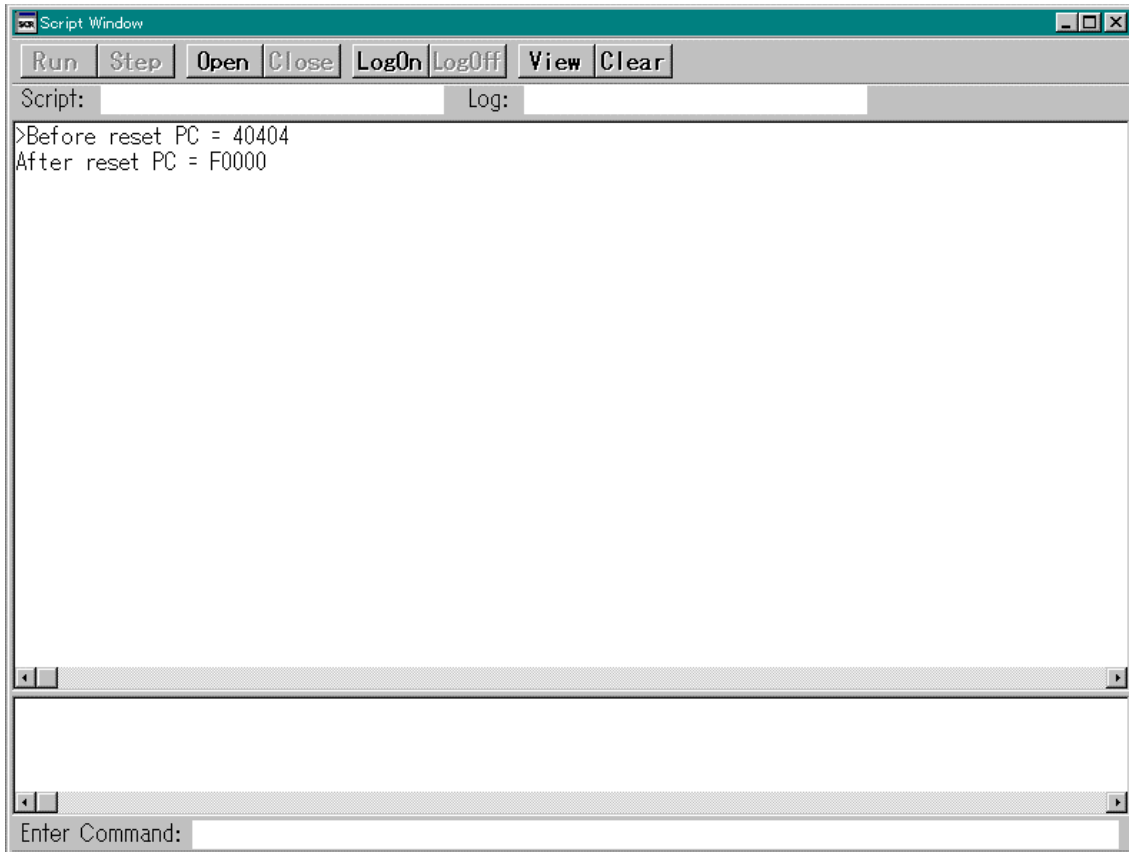 SCR Script Window
Run Step Open Close LogOn LogOff View Clear
Script: Log:
>Before reset PC = 40404
After reset PC = F0000
Enter Command: